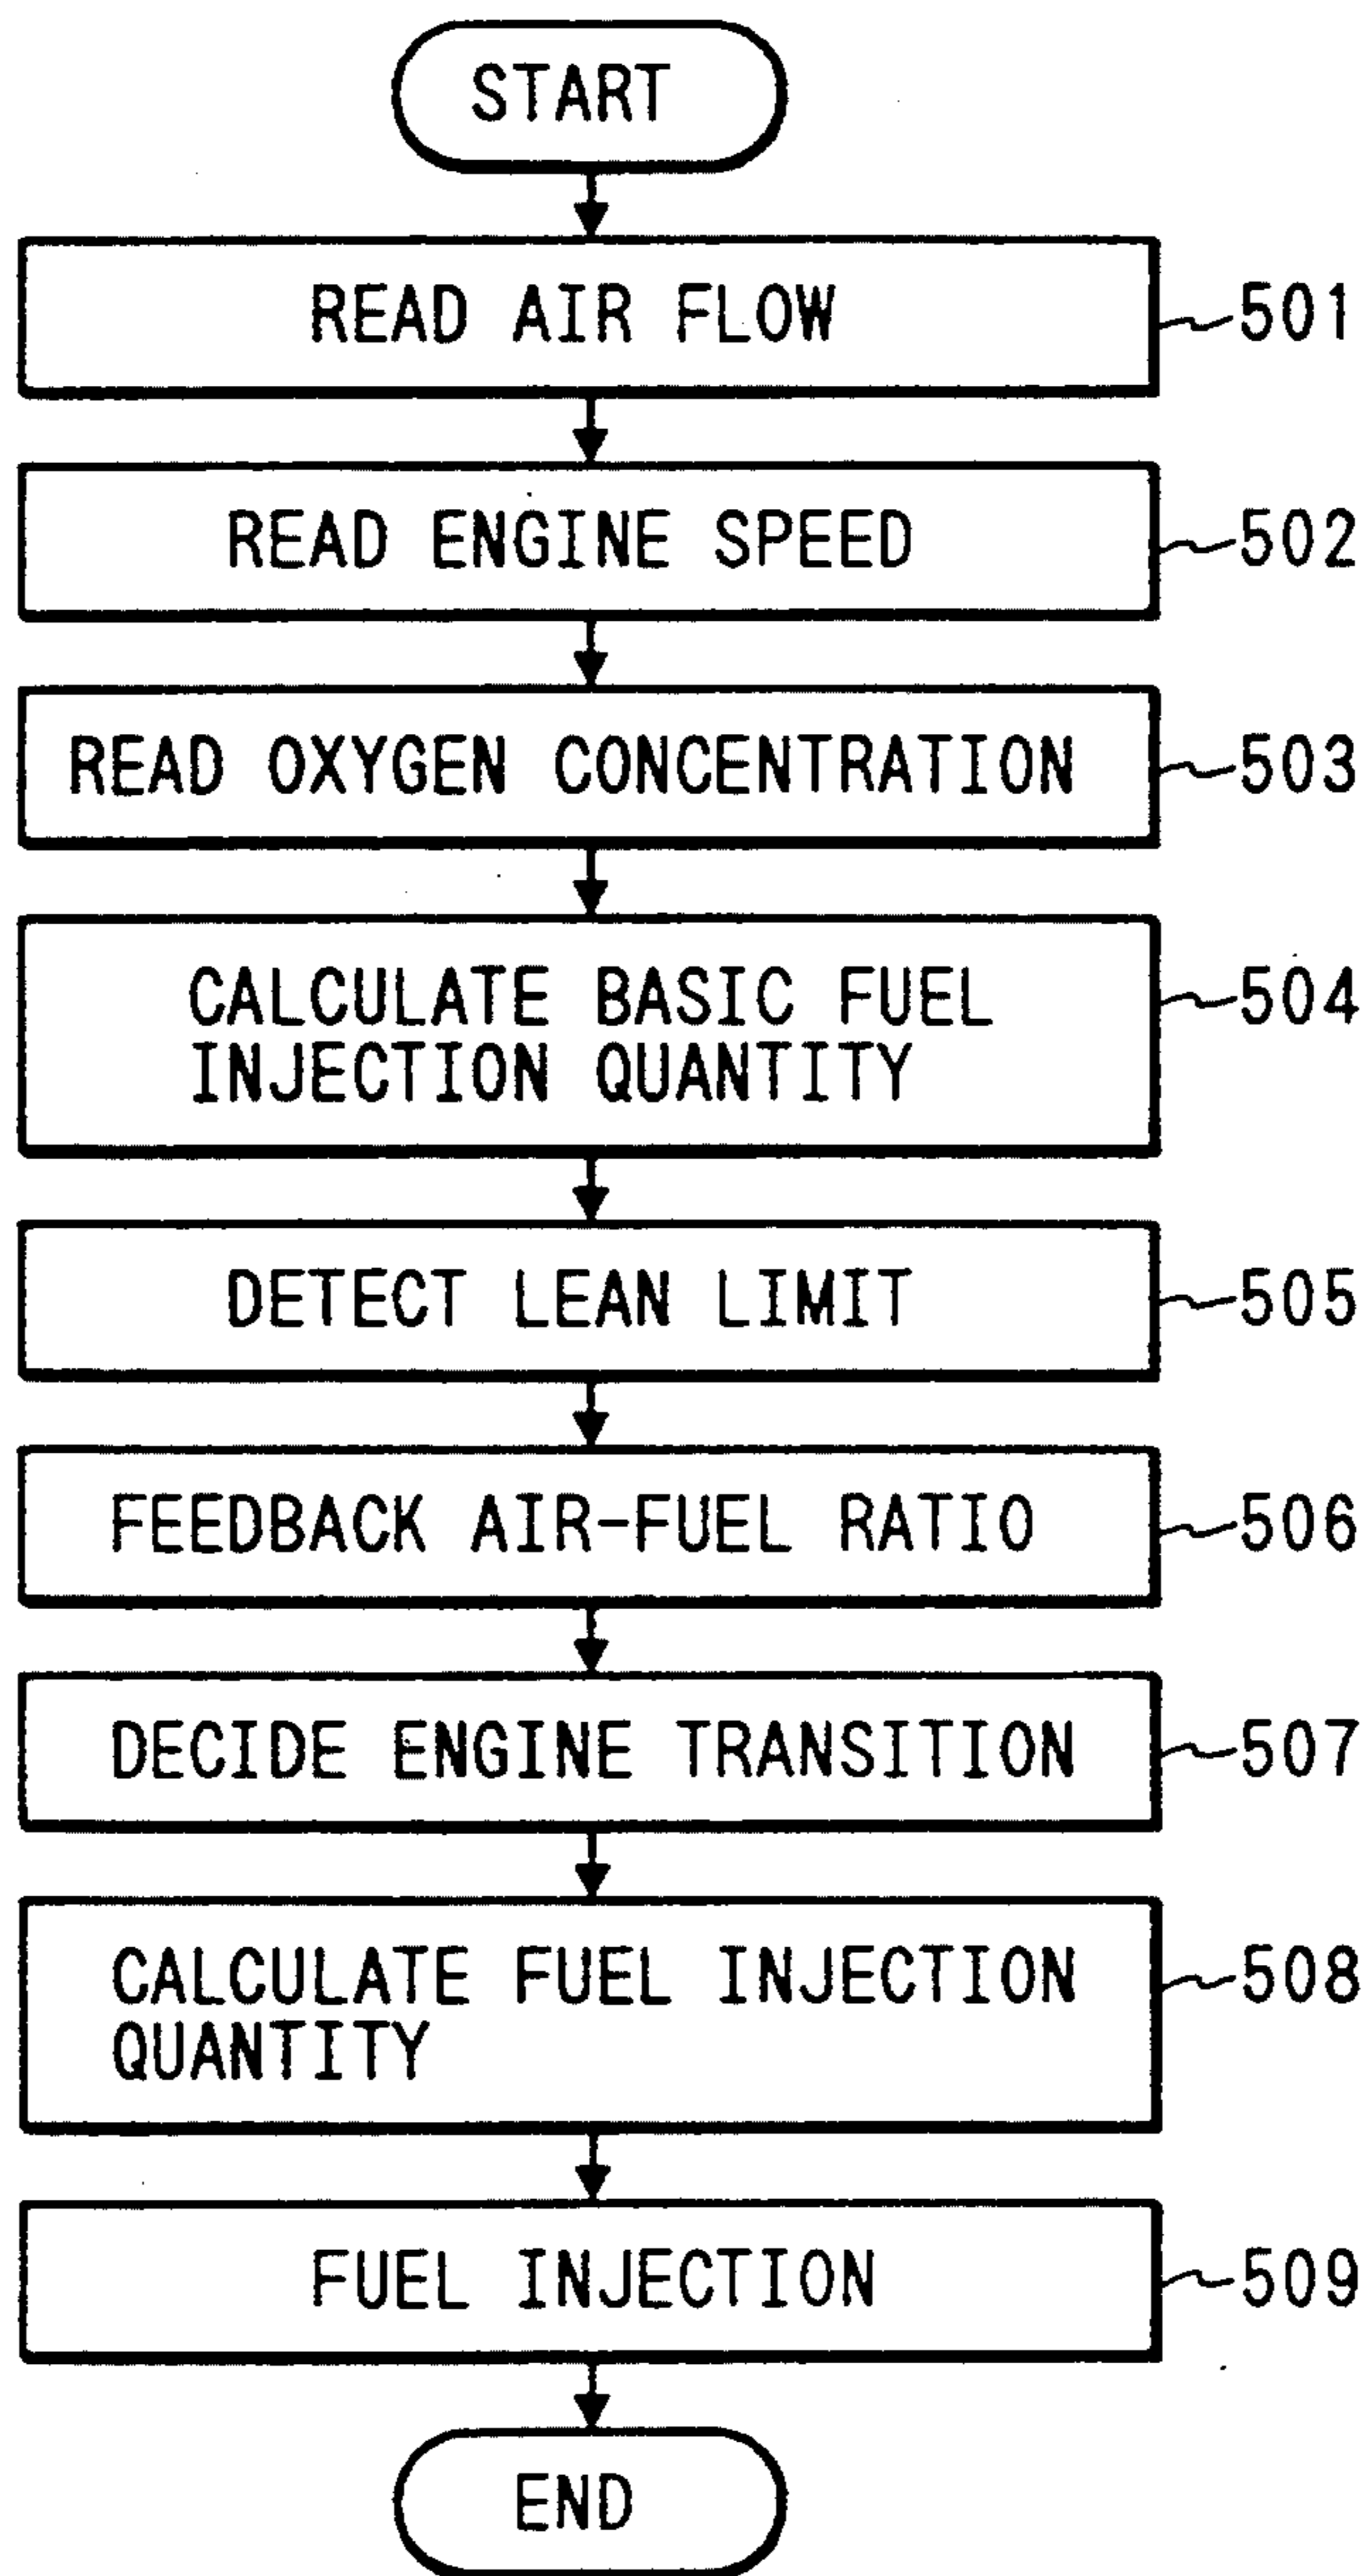 START
READ AIR FLOW
501
READ ENGINE SPEED
502
READ OXYGEN CONCENTRATION
503
CALCULATE BASIC FUEL
INJECTION QUANTITY
504
DETECT LEAN LIMIT
505
FEEDBACK AIR-FUEL RATIO
506
DECIDE ENGINE TRANSITION
507
CALCULATE FUEL INJECTION
QUANTITY
508
FUEL INJECTION
509
END